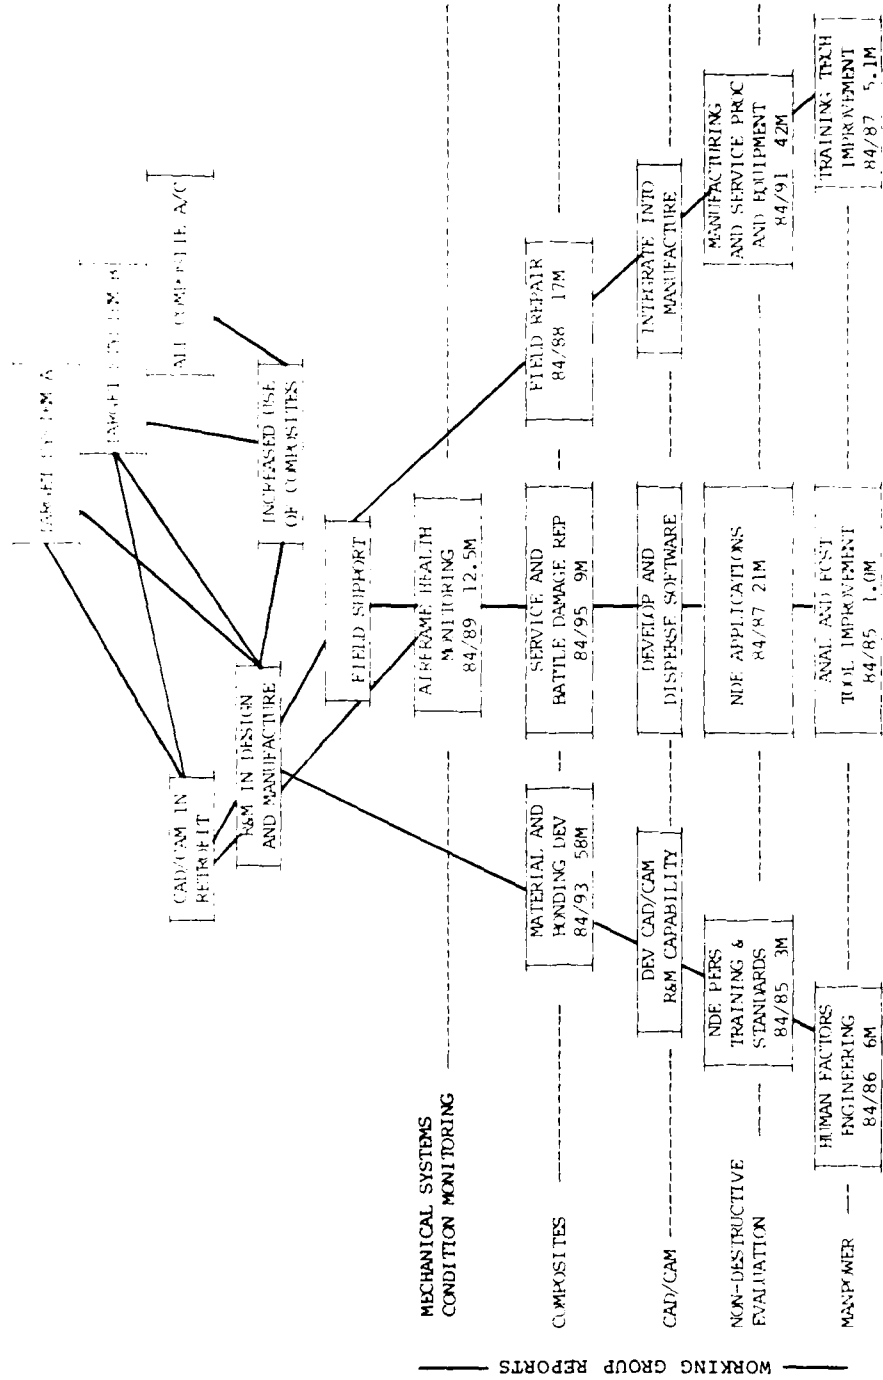 TARGET SYSTEM A
TARGET SYSTEM B
ALL COMPOSITE A/C
CAD/CAM IN
RETROFIT
R&M IN DESIGN
AND MANUFACTURE
INCREASED USE
OF COMPOSITES
FIELD SUPPORT
MECHANICAL SYSTEMS
CONDITION MONITORING
AIRFRAME HEALTH
MONITORING
84/89 12.5M
COMPOSITES
MATERIAL AND
BONDING DEV
84/93 58M
SERVICE AND
BATTLE DAMAGE REP
84/95 9M
FIELD REPAIR
84/88 17M
CAD/CAM
DEV CAD/CAM
R&M CAPABILITY
DEVELOP AND
DISPERSE SOFTWARE
INTEGRATE INTO
MANUFACTURE
NON-DESTRUCTIVE
EVALUATION
NDE PERS
TRAINING &
STANDARDS
84/85 3M
NDE APPLICATIONS
84/87 21M
MANUFACTURING
AND SERVICE PROC
AND EQUIPMENT
84/91 42M
MANPOWER
HUMAN FACTORS
ENGINEERING
84/86 6M
ANAL AND FCST
TOOL IMPROVEMENT
84/85 1.0M
TRAINING TECH
IMPROVEMENT
84/87 5.1M
WORKING GROUP REPORTS